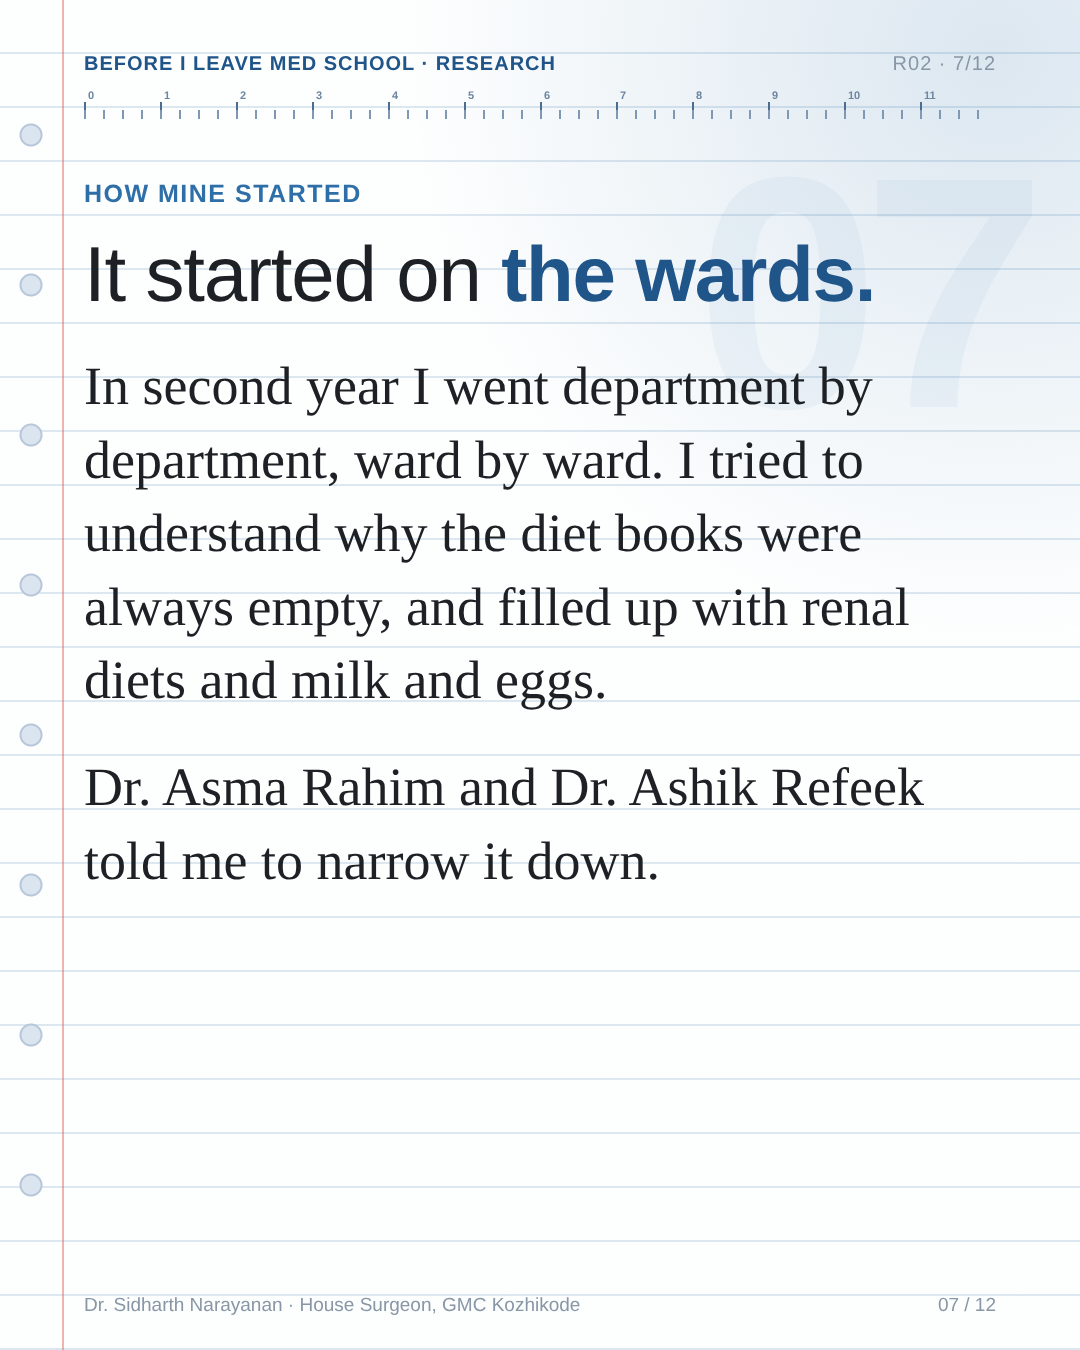 BEFORE I LEAVE MED SCHOOL · RESEARCH
R02 · 7/12
0 1 2 3 4 5 6 7 8 9 10 11
HOW MINE STARTED
07
It started on the wards.
In second year I went department by
department, ward by ward. I tried to
understand why the diet books were
always empty, and filled up with renal
diets and milk and eggs.
Dr. Asma Rahim and Dr. Ashik Refeek
told me to narrow it down.
Dr. Sidharth Narayanan · House Surgeon, GMC Kozhikode
07 / 12